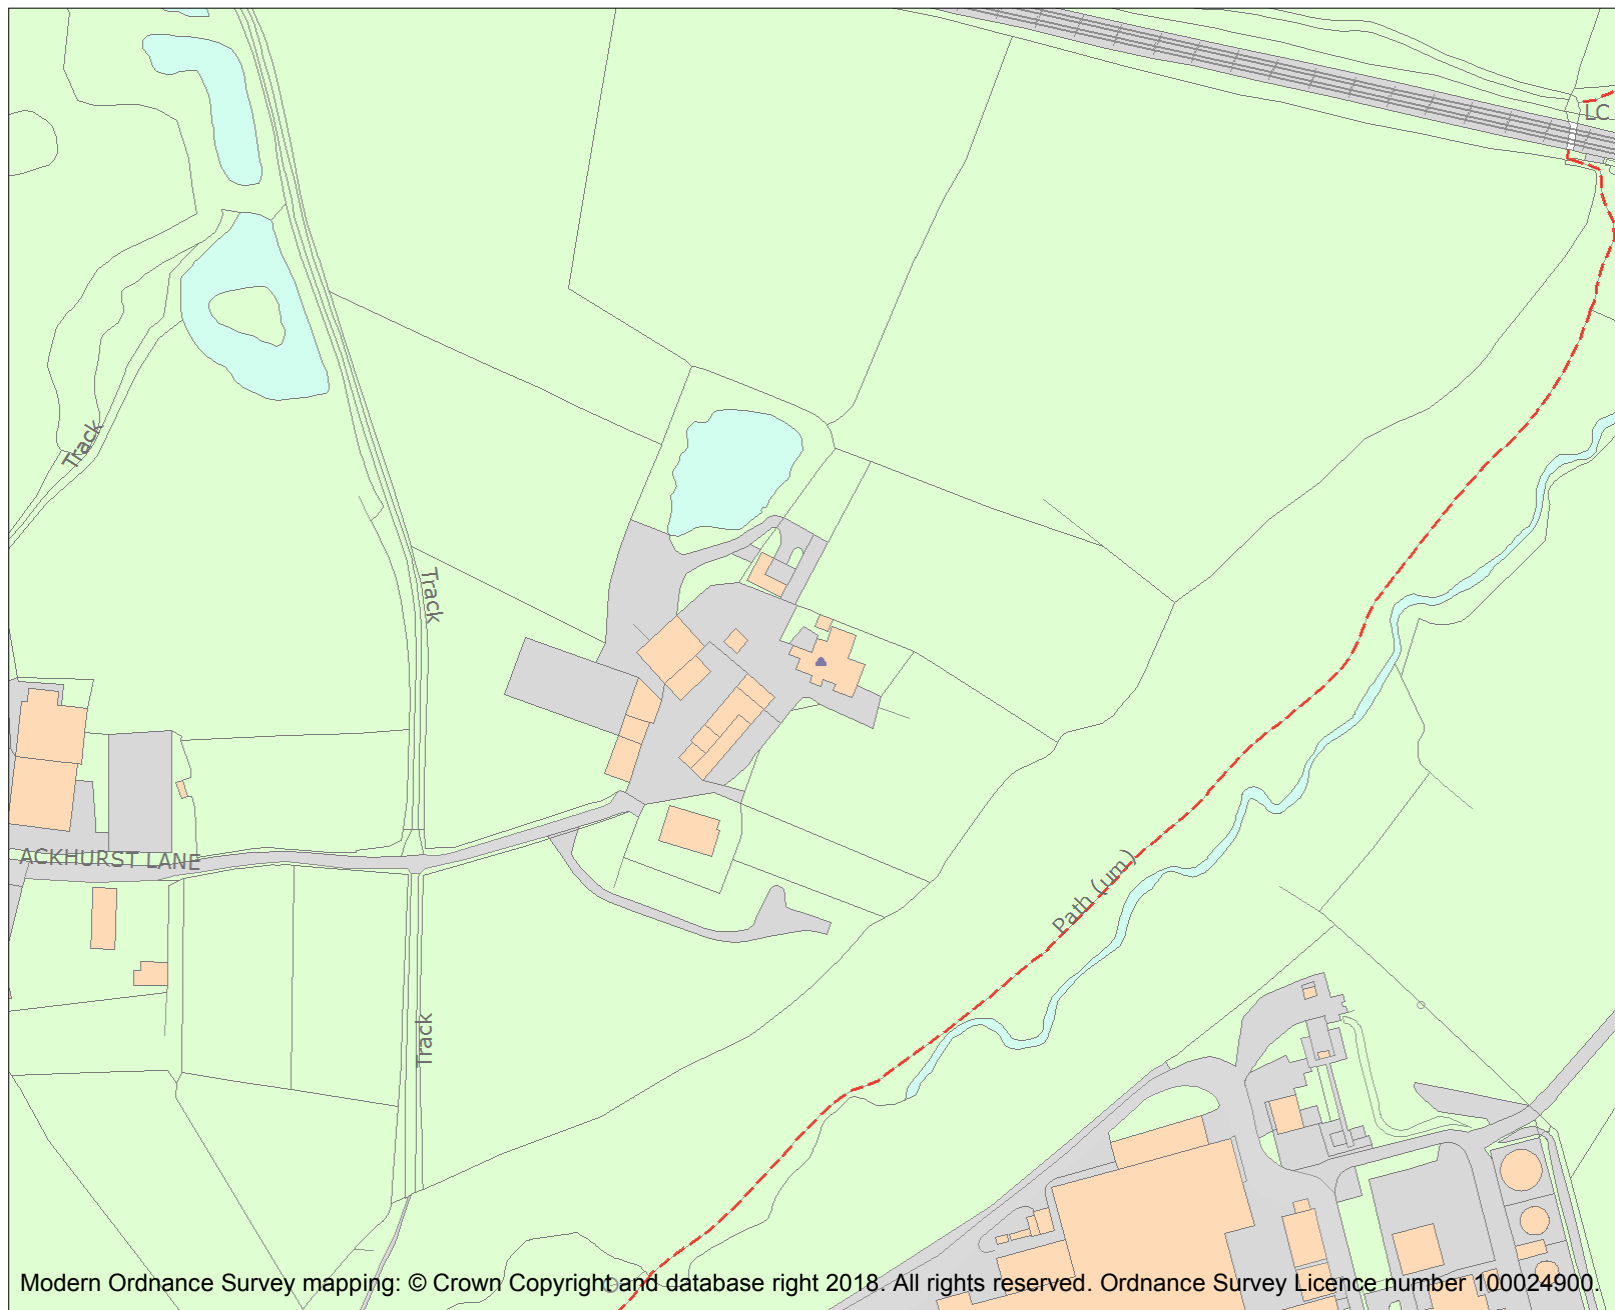 LC
Track
Track
ACKHURST LANE
Path (um)
Track
Modern Ordnance Survey mapping: © Crown Copyright and database right 2018. All rights reserved. Ordnance Survey Licence number 100024900.